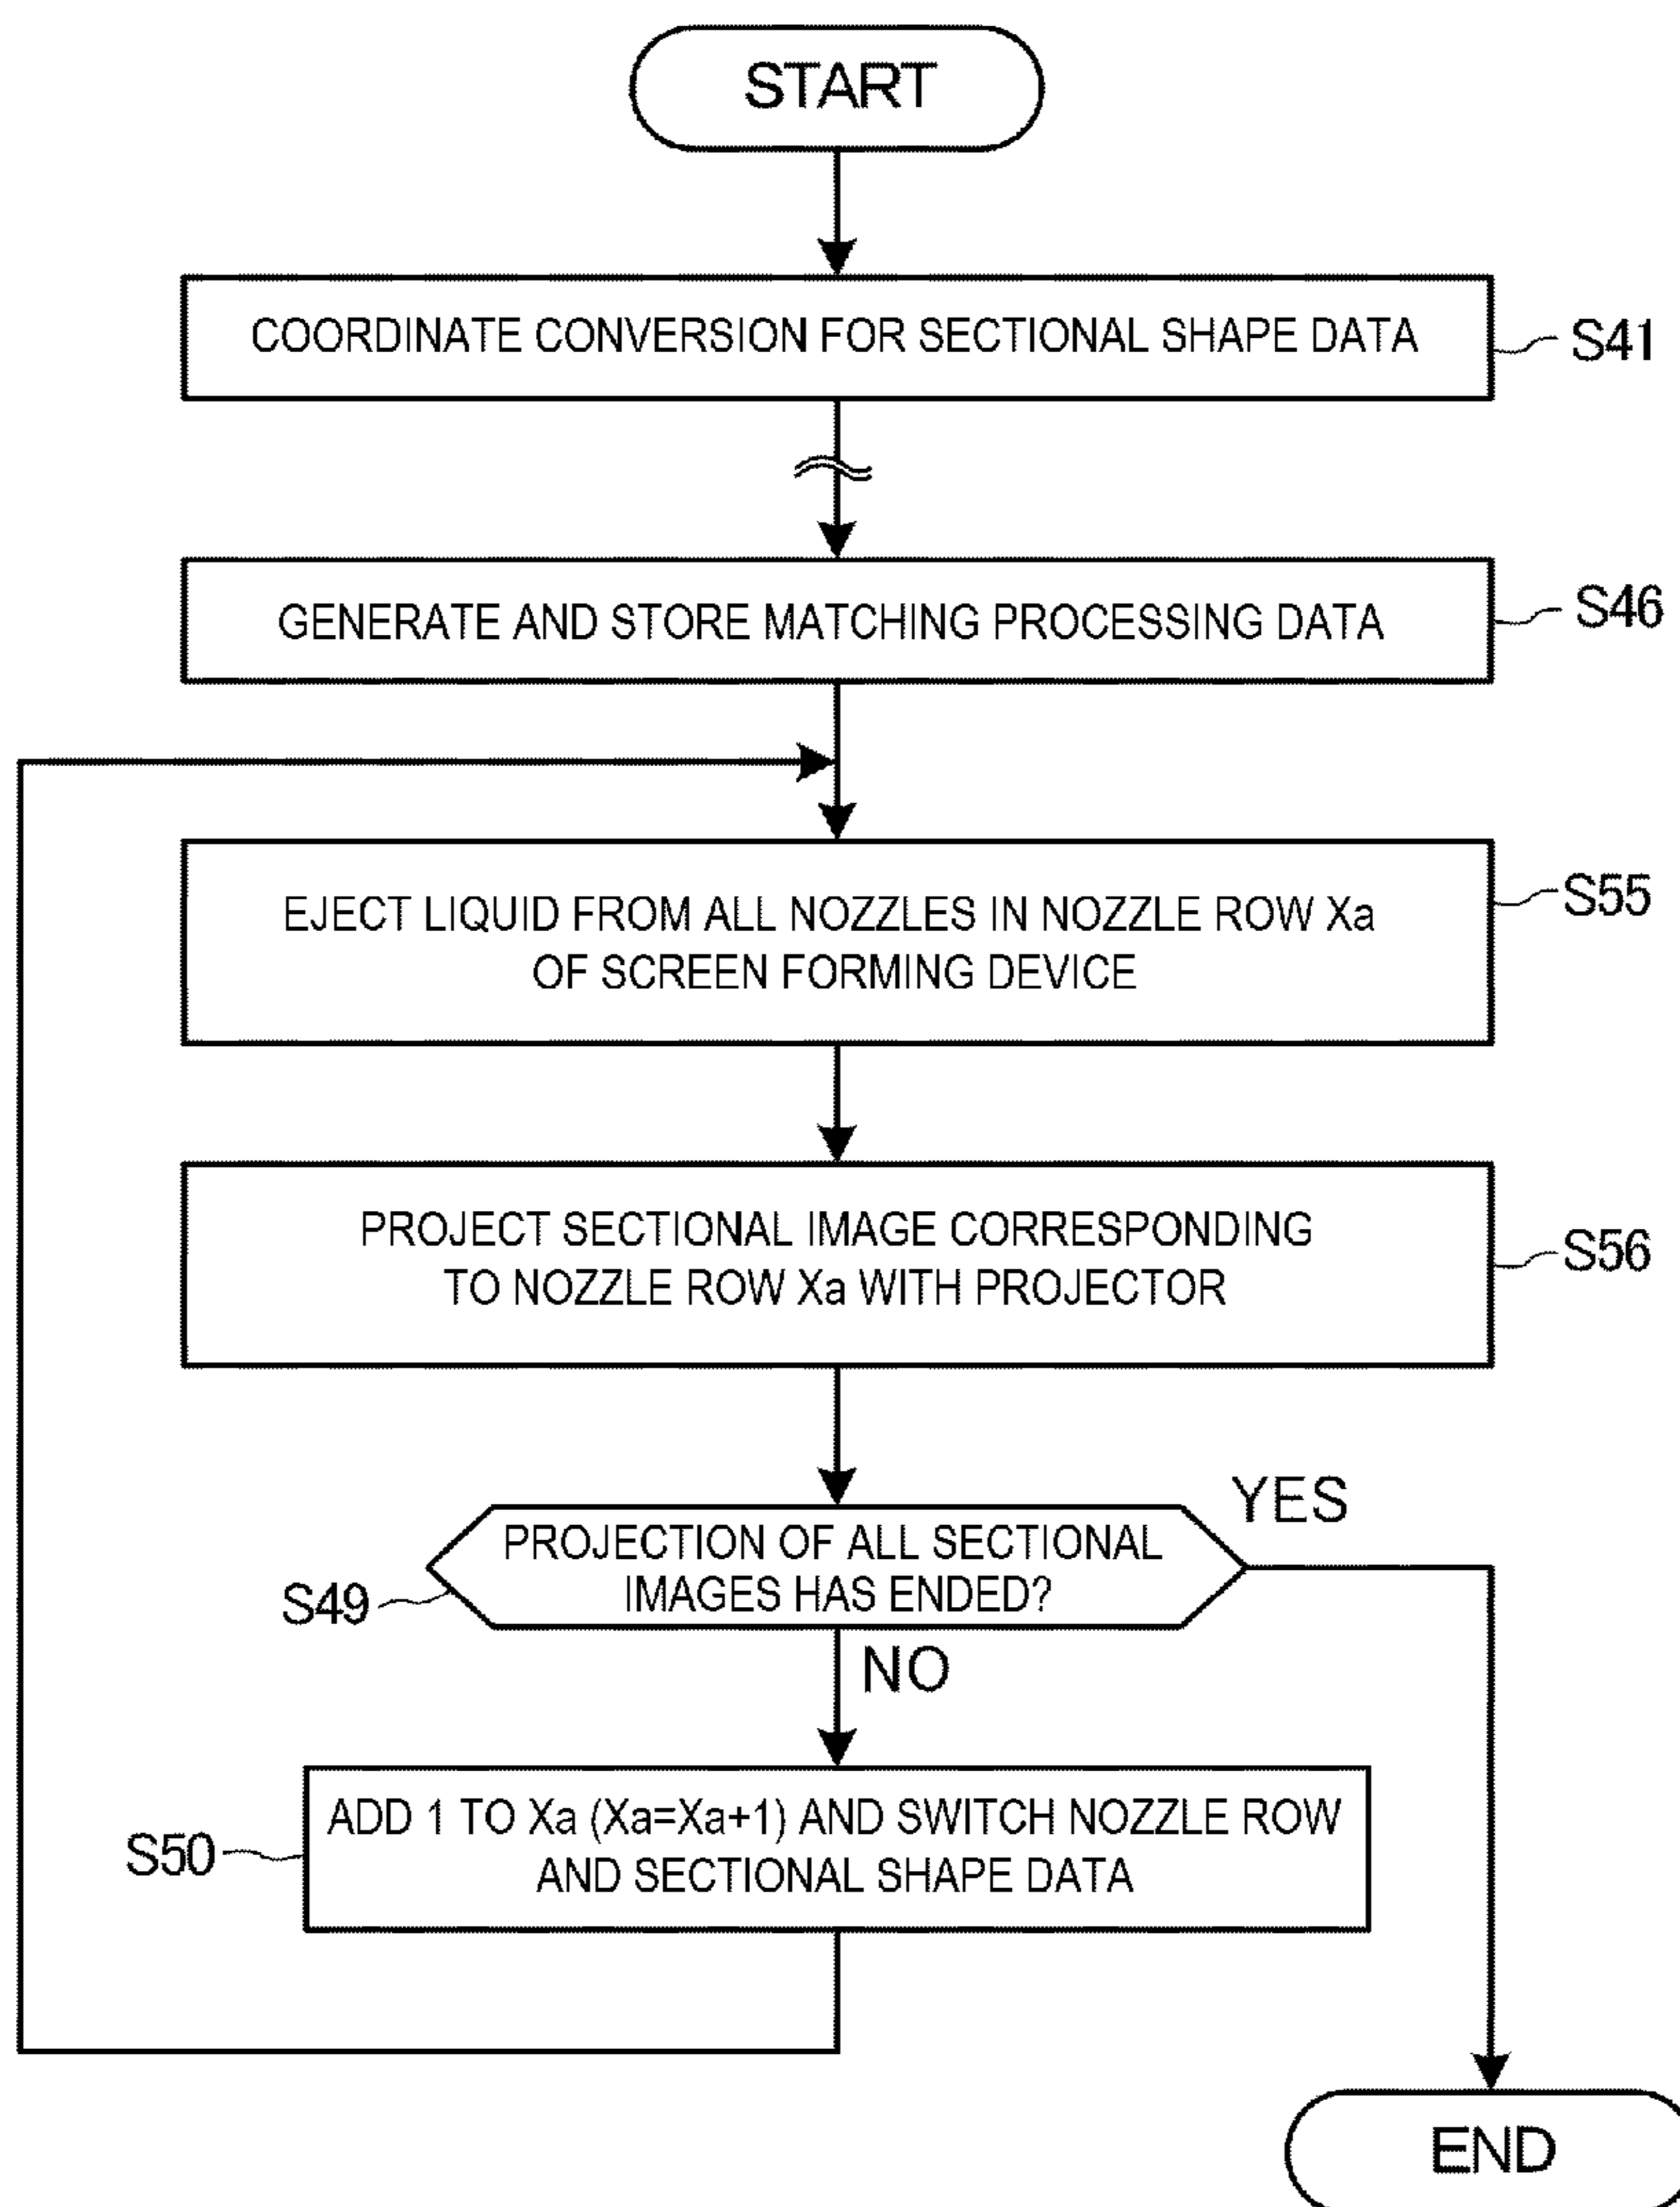 START
COORDINATE CONVERSION FOR SECTIONAL SHAPE DATA
S41
GENERATE AND STORE MATCHING PROCESSING DATA
S46
EJECT LIQUID FROM ALL NOZZLES IN NOZZLE ROW Xa
OF SCREEN FORMING DEVICE
S55
PROJECT SECTIONAL IMAGE CORRESPONDING
TO NOZZLE ROW Xa WITH PROJECTOR
S56
PROJECTION OF ALL SECTIONAL
IMAGES HAS ENDED?
S49
YES
NO
ADD 1 TO Xa (Xa=Xa+1) AND SWITCH NOZZLE ROW
AND SECTIONAL SHAPE DATA
S50
END